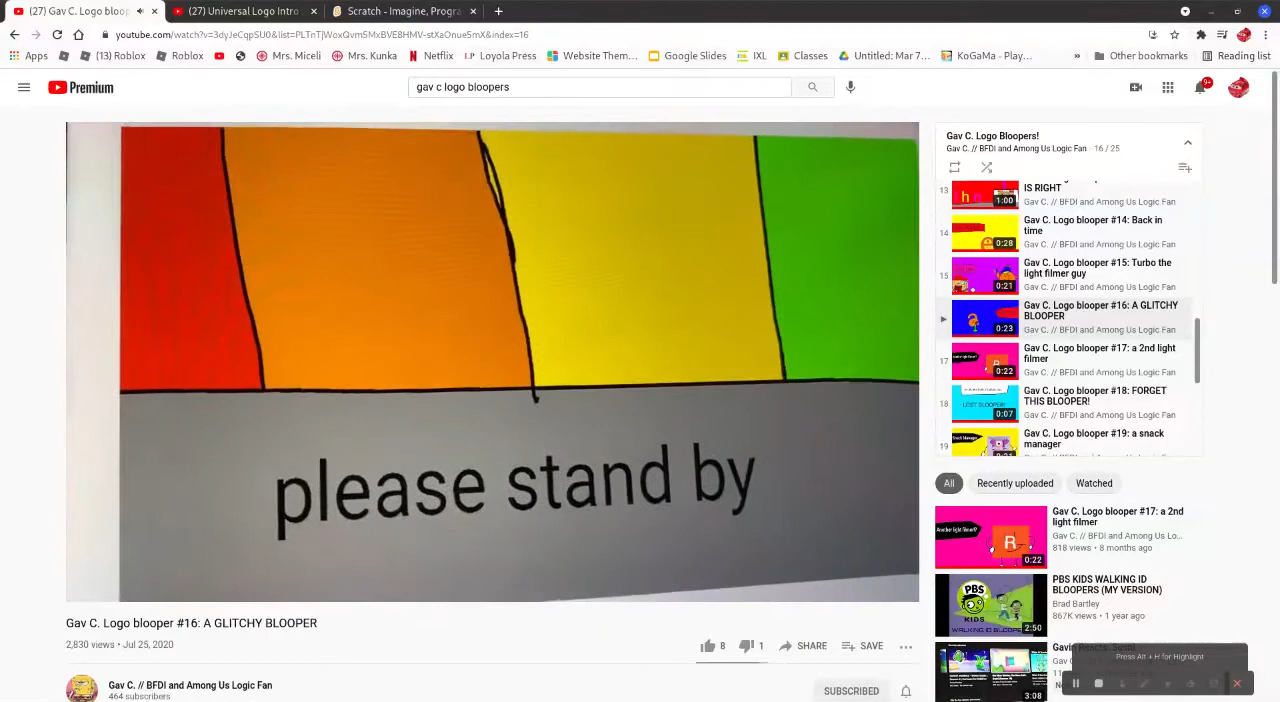 (27) Gav C. Logo bloop
(27) Universal Logo Intro
Scratch - Imagine, Progra
youtube.com/watch?v=3dyJeCqpSU0&list=PLTnTjWoxQvm5MxBVE8HMV-stXaOnue5mX&index=16
Apps
(13) Roblox
Roblox
Mrs. Miceli
Mrs. Kunka
Netflix
LP Loyola Press
Website Them...
Google Slides
IXL
Classes
Untitled: Mar 7...
KoGaMa - Play...
»
Other bookmarks
Reading list
Premium
gav c logo bloopers
9+
please stand by
Gav C. Logo blooper #16: A GLITCHY BLOOPER
2,830 views • Jul 25, 2020
8
1
SHARE
SAVE
Gav C. // BFDI and Among Us Logic Fan
464 subscribers
SUBSCRIBED
Gav C. Logo Bloopers!
Gav C. // BFDI and Among Us Logic Fan - 16 / 25
13
IS RIGHT
1:00
Gav C. // BFDI and Among Us Logic Fan
14
Gav C. Logo blooper #14: Back in
time
0:28
Gav C. // BFDI and Among Us Logic Fan
15
Gav C. Logo blooper #15: Turbo the
light filmer guy
0:21
Gav C. // BFDI and Among Us Logic Fan
Gav C. Logo blooper #16: A GLITCHY
BLOOPER
0:23
Gav C. // BFDI and Among Us Logic Fan
17
Gav C. Logo blooper #17: a 2nd light
filmer
0:22
Gav C. // BFDI and Among Us Logic Fan
18
Gav C. Logo blooper #18: FORGET
THIS BLOOPER!
0:07
Gav C. // BFDI and Among Us Logic Fan
19
Gav C. Logo blooper #19: a snack
manager
All
Recently uploaded
Watched
Another light filmer!?
R
0:22
Gav C. Logo blooper #17: a 2nd
light filmer
Gav C. // BFDI and Among Us Lo...
818 views • 8 months ago
PBS
KIDS
2:50
PBS KIDS WALKING ID
BLOOPERS (MY VERSION)
Brad Bartley
867K views • 1 year ago
3:08
Press Alt + H for Highlight